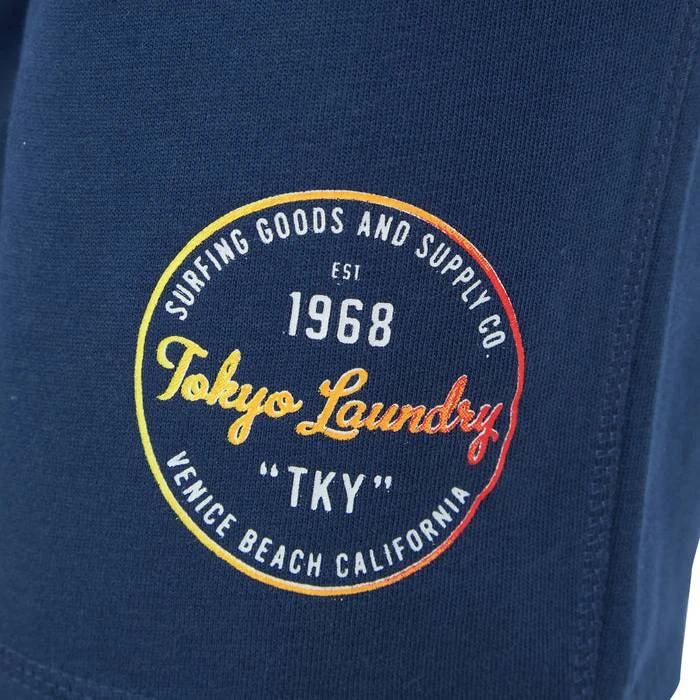 SURFING GOODS AND SUPPLY CO.
EST
1968
Tokyo Laundry
“TKY”
VENICE BEACH CALIFORNIA